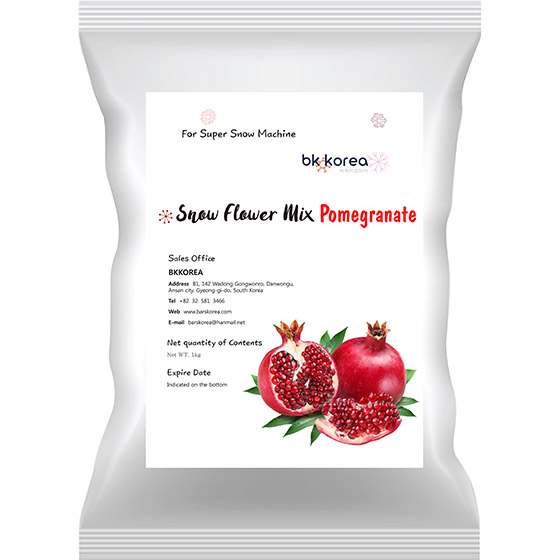 For Super Snow Machine
bk korea
Snow Flower Mix Pomegranate
Sales Office
BKKOREA
Address 81, 142 Wadong Gongwonro, Danwongu,
Ansan city, Gyeong-gi-do, South Korea
Tel +82. 32. 581. 3466
Web www.barskorea.com
E-mail barskorea@hanmail.net
Net quantity of Contents
Net WT. 1kg
Expire Date
Indicated on the bottom